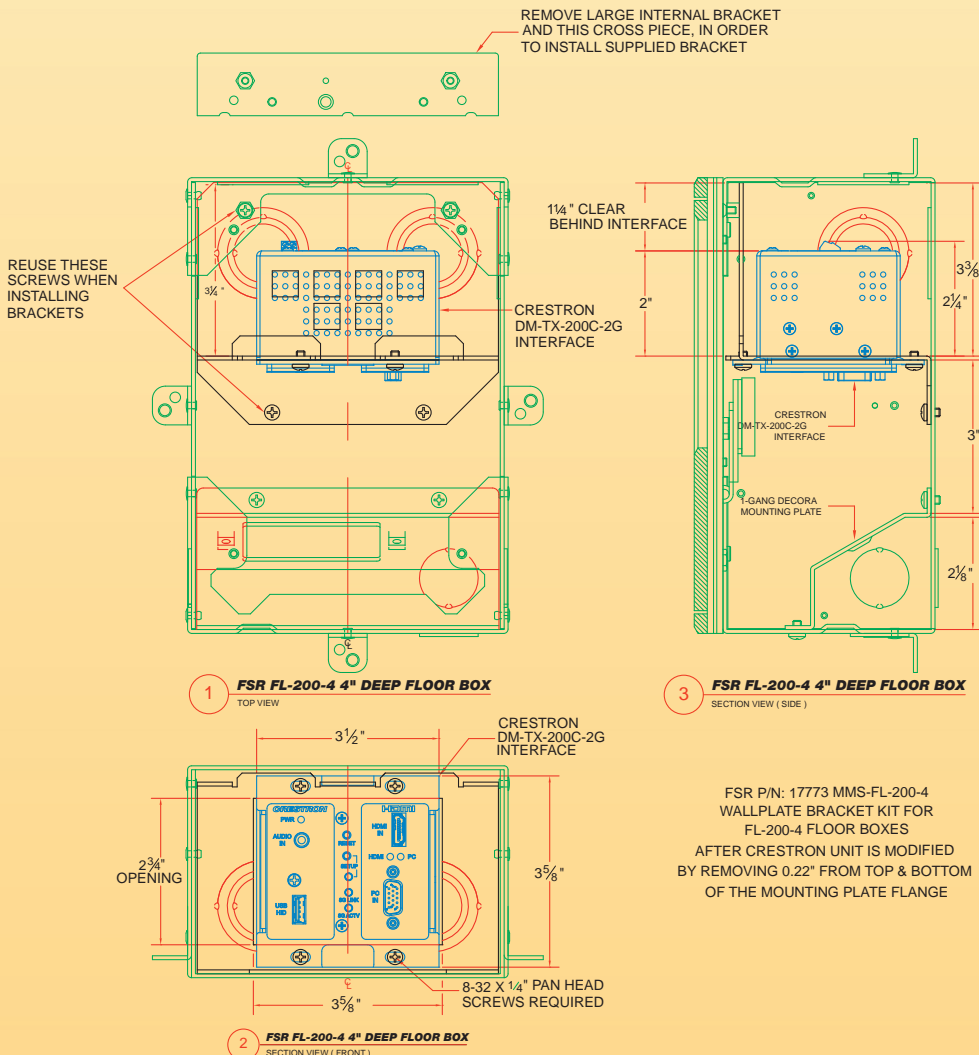 REMOVE LARGE INTERNAL BRACKET
AND THIS CROSS PIECE, IN ORDER
TO INSTALL SUPPLIED BRACKET
℄
REUSE THESE
SCREWS WHEN
INSTALLING
BRACKETS
3¼"
CRESTRON
DM-TX-200C-2G
INTERFACE
℄
1 FSR FL-200-4 4" DEEP FLOOR BOX
TOP VIEW
1¼" CLEAR
BEHIND INTERFACE
2"
3⅜"
2¼"
CRESTRON
DM-TX-200C-2G
INTERFACE
3"
1-GANG DECORA
MOUNTING PLATE
2⅛"
3 FSR FL-200-4 4" DEEP FLOOR BOX
SECTION VIEW ( SIDE )
CRESTRON
DM-TX-200C-2G
INTERFACE
3½"
CRESTRON
PWR
AUDIO
IN
USB
HID
RESET
SETUP
SG LINK
SG ACTV
HDMI
HDMI
IN
HDMI PC
PC
IN
2¾"
OPENING
3⅝"
℄
3⅝"
8-32 X ¼" PAN HEAD
SCREWS REQUIRED
2 FSR FL-200-4 4" DEEP FLOOR BOX
SECTION VIEW ( FRONT )
FSR P/N: 17773 MMS-FL-200-4
WALLPLATE BRACKET KIT FOR
FL-200-4 FLOOR BOXES
AFTER CRESTRON UNIT IS MODIFIED
BY REMOVING 0.22" FROM TOP & BOTTOM
OF THE MOUNTING PLATE FLANGE